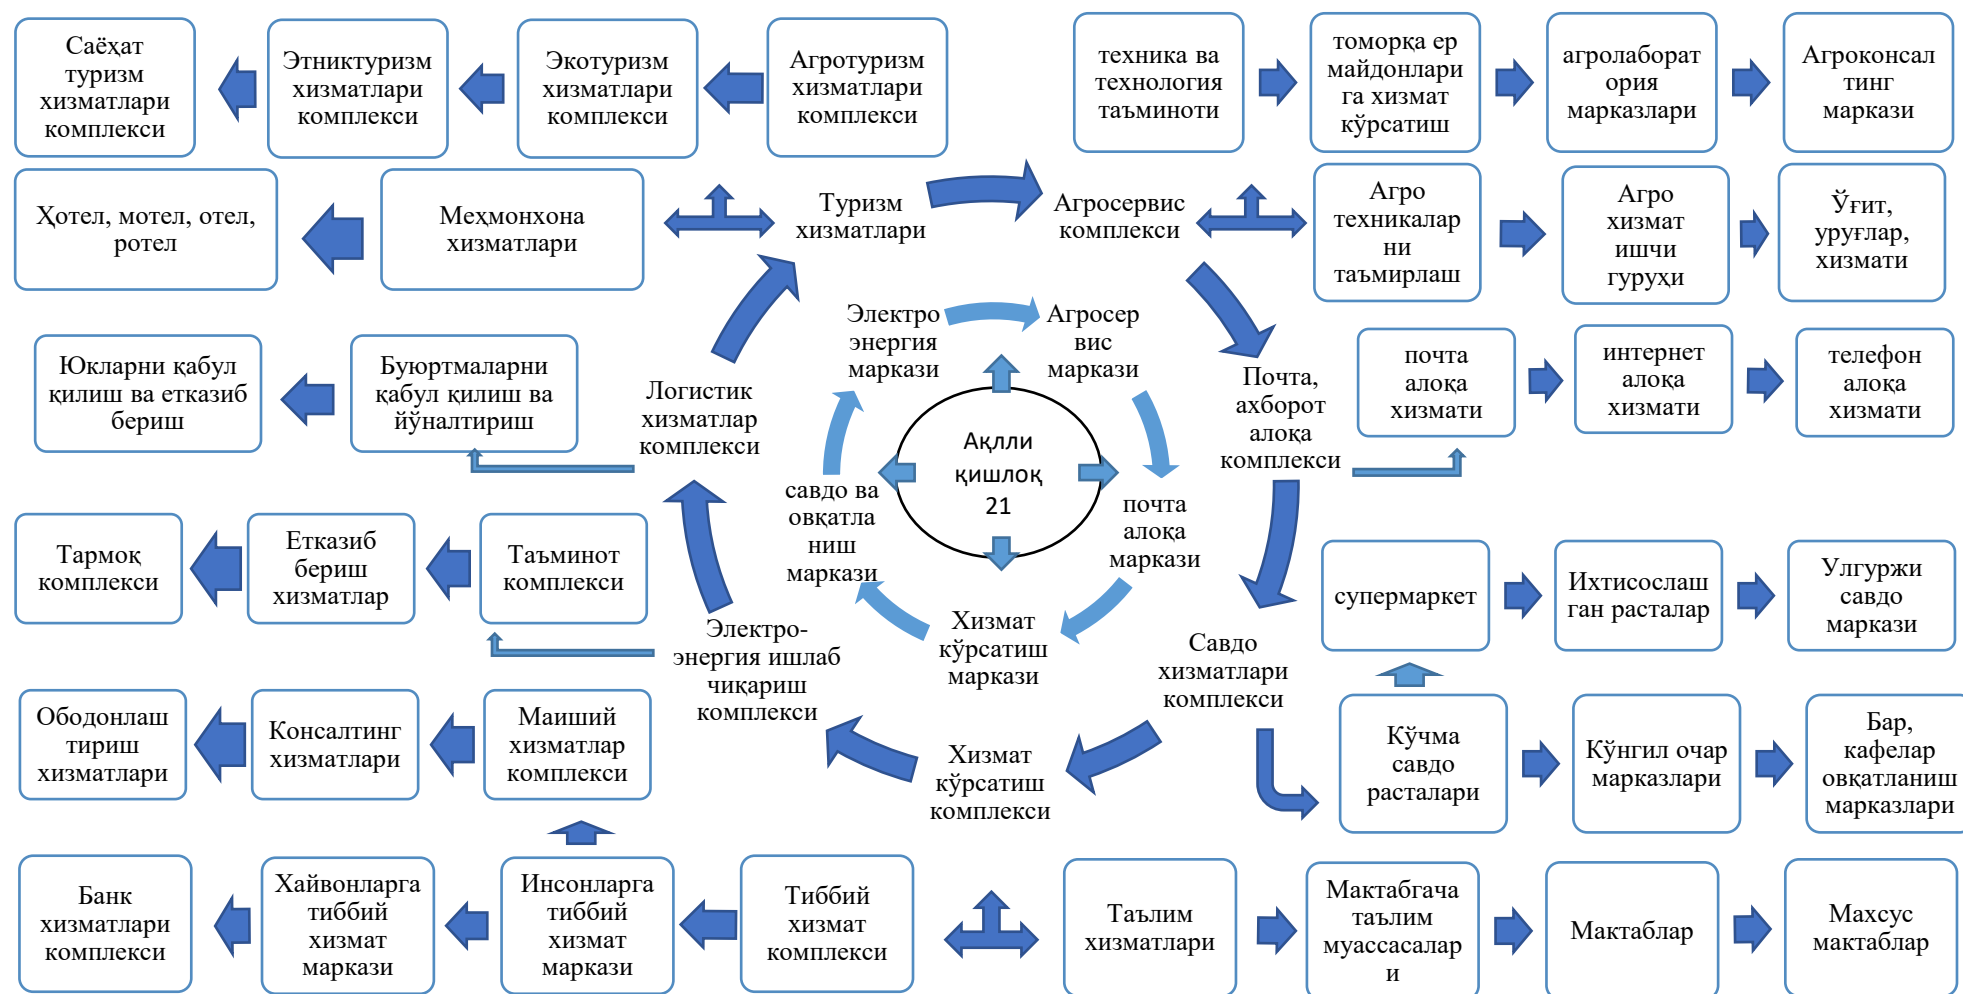 Саёҳат
туризм
хизматлари
комплекси
Этниктуризм
хизматлари
комплекси
Экотуризм
хизматлари
комплекси
Агротуризм
хизматлари
комплекси
техника ва
технология
таъминоти
томорқа ер
майдонлари
га хизмат
кўрсатиш
агролаборат
ория
марказлари
Агроконсал
тинг
маркази
Ҳотел, мотел, отел,
ротел
Меҳмонхона
хизматлари
Туризм
хизматлари
Агросервис
комплекси
Агро
техникалар
ни
таъмирлаш
Агро
хизмат
ишчи
гуруҳи
Ўғит,
уруғлар,
хизмати
Электро
энергия
маркази
Агросер
вис
маркази
Юкларни қабул
қилиш ва етказиб
бериш
Буюртмаларни
қабул қилиш ва
йўналтириш
Логистик
хизматлар
комплекси
Почта,
ахборот
алоқа
комплекси
почта
алоқа
хизмати
интернет
алоқа
хизмати
телефон
алоқа
хизмати
Ақлли
қишлоқ
21
савдо ва
овқатла
ниш
маркази
почта
алоқа
маркази
Тармоқ
комплекси
Етказиб
бериш
хизматлар
Таъминот
комплекси
Электро-
энергия ишлаб
чиқариш
комплекси
Хизмат
кўрсатиш
маркази
Савдо
хизматлари
комплекси
супермаркет
Ихтисослаш
ган расталар
Улгуржи
савдо
маркази
Ободонлаш
тириш
хизматлари
Консалтинг
хизматлари
Маиший
хизматлар
комплекси
Хизмат
кўрсатиш
комплекси
Кўчма
савдо
расталари
Кўнгил очар
марказлари
Бар,
кафелар
овқатланиш
марказлари
Банк
хизматлари
комплекси
Хайвонларга
тиббий
хизмат
маркази
Инсонларга
тиббий
хизмат
маркази
Тиббий
хизмат
комплекси
Таълим
хизматлари
Мактабгача
таълим
муассасалар
и
Мактаблар
Махсус
мактаблар